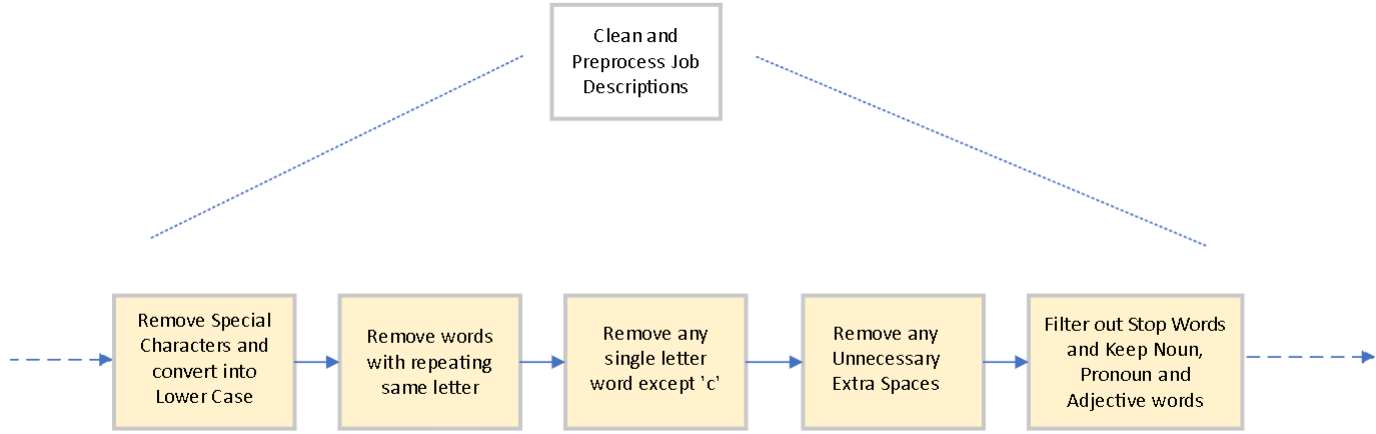 Clean and
Preprocess Job
Descriptions
Remove Special
Characters and
convert into
Lower Case
Remove words
with repeating
same letter
Remove any
single letter
word except 'c'
Remove any
Unnecessary
Extra Spaces
Filter out Stop Words
and Keep Noun,
Pronoun and
Adjective words